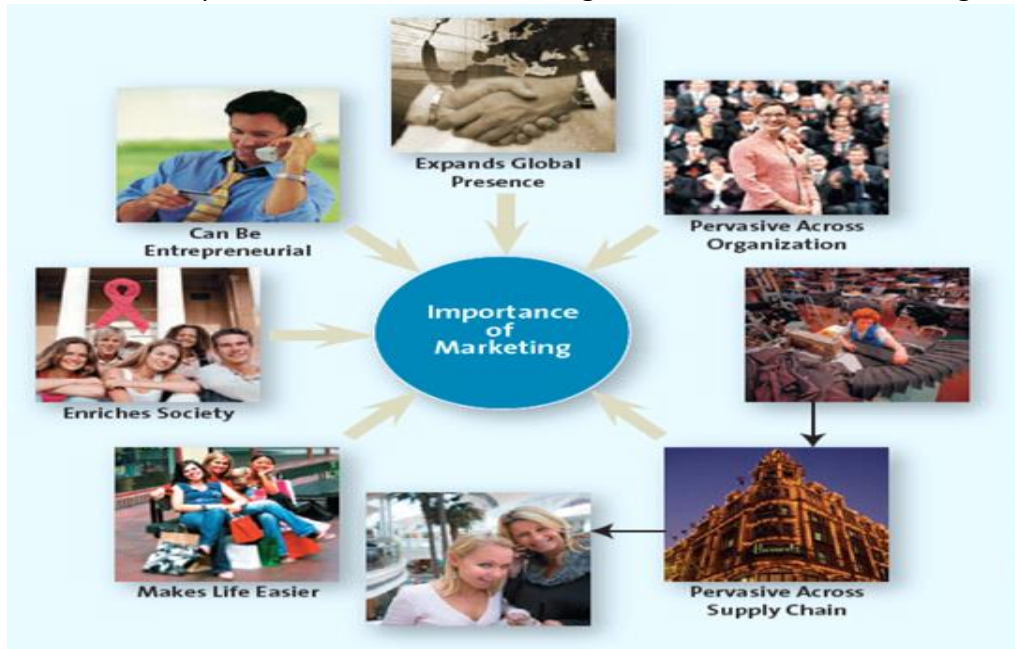 Expands Global
Presence
Can Be
Entrepreneurial
Pervasive Across
Organization
Importance
of
Marketing
Enriches Society
Makes Life Easier
Pervasive Across
Supply Chain